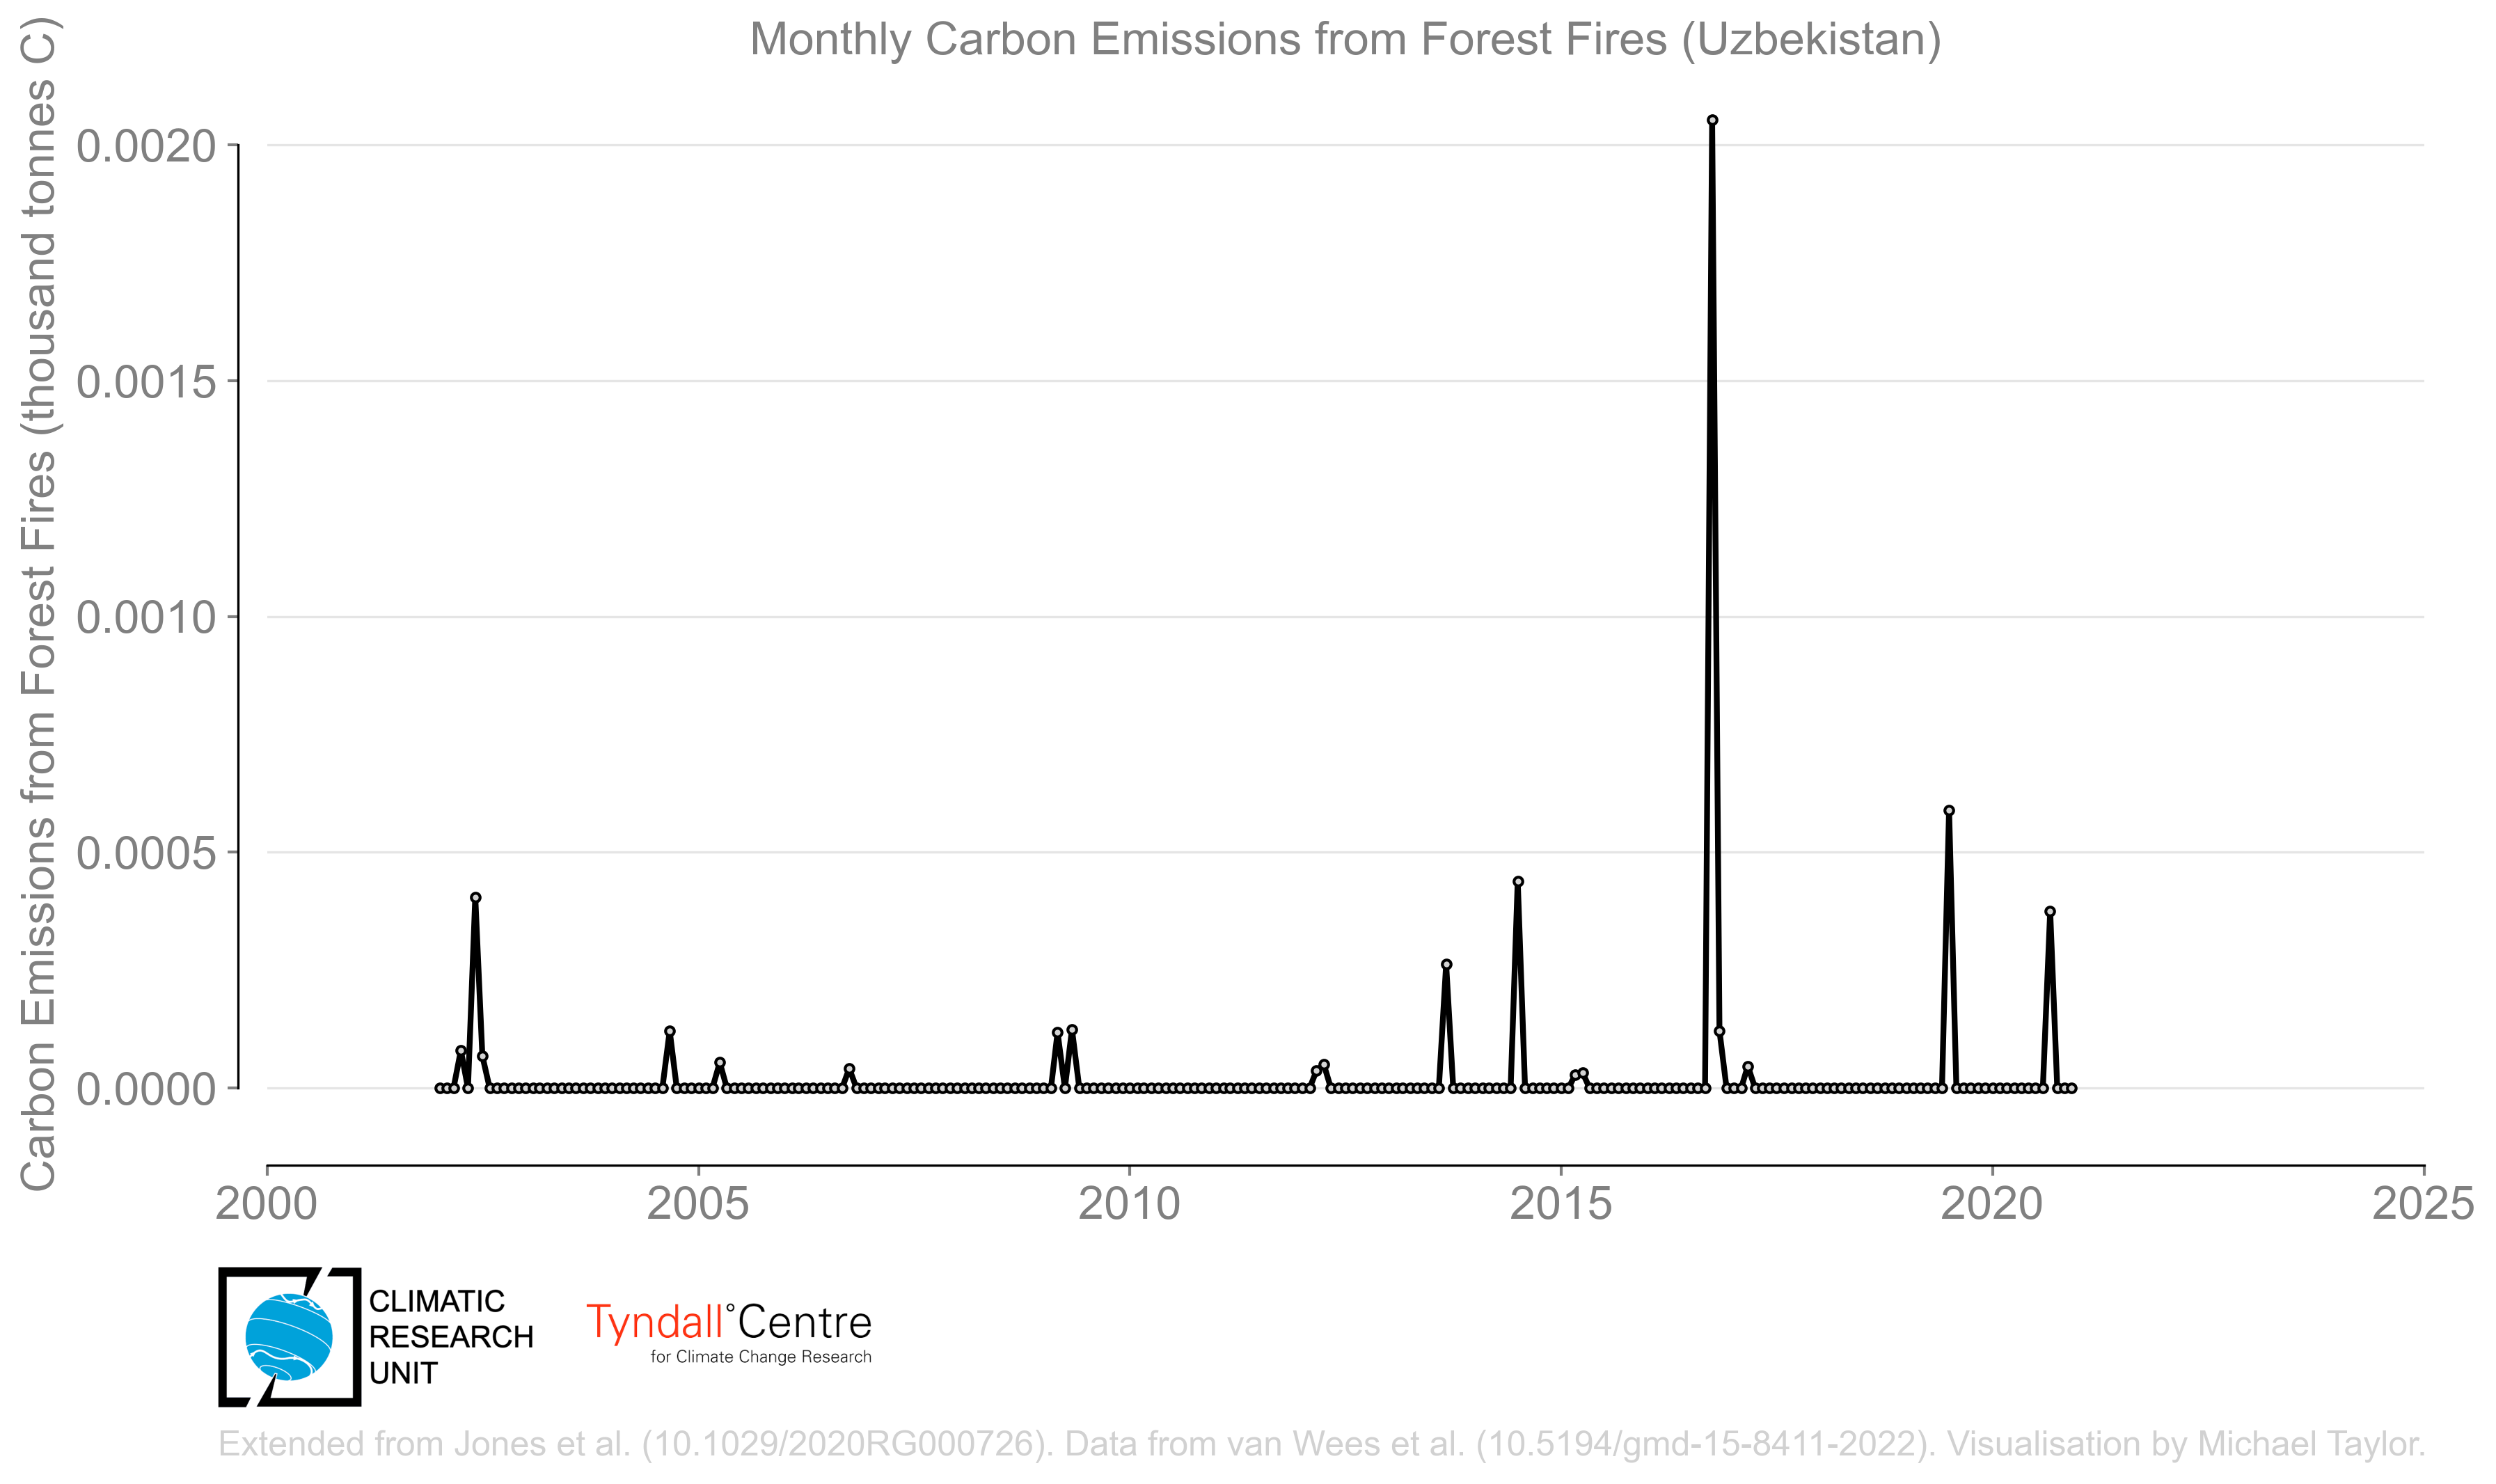 Monthly Carbon Emissions from Forest Fires (Uzbekistan)
Carbon Emissions from Forest Fires (thousand tonnes C)
0.0020
0.0015
0.0010
0.0005
0.0000
2000 2005 2010 2015 2020 2025
CLIMATIC
RESEARCH
UNIT
Tyndall°Centre
for Climate Change Research
Extended from Jones et al. (10.1029/2020RG000726). Data from van Wees et al. (10.5194/gmd-15-8411-2022). Visualisation by Michael Taylor.